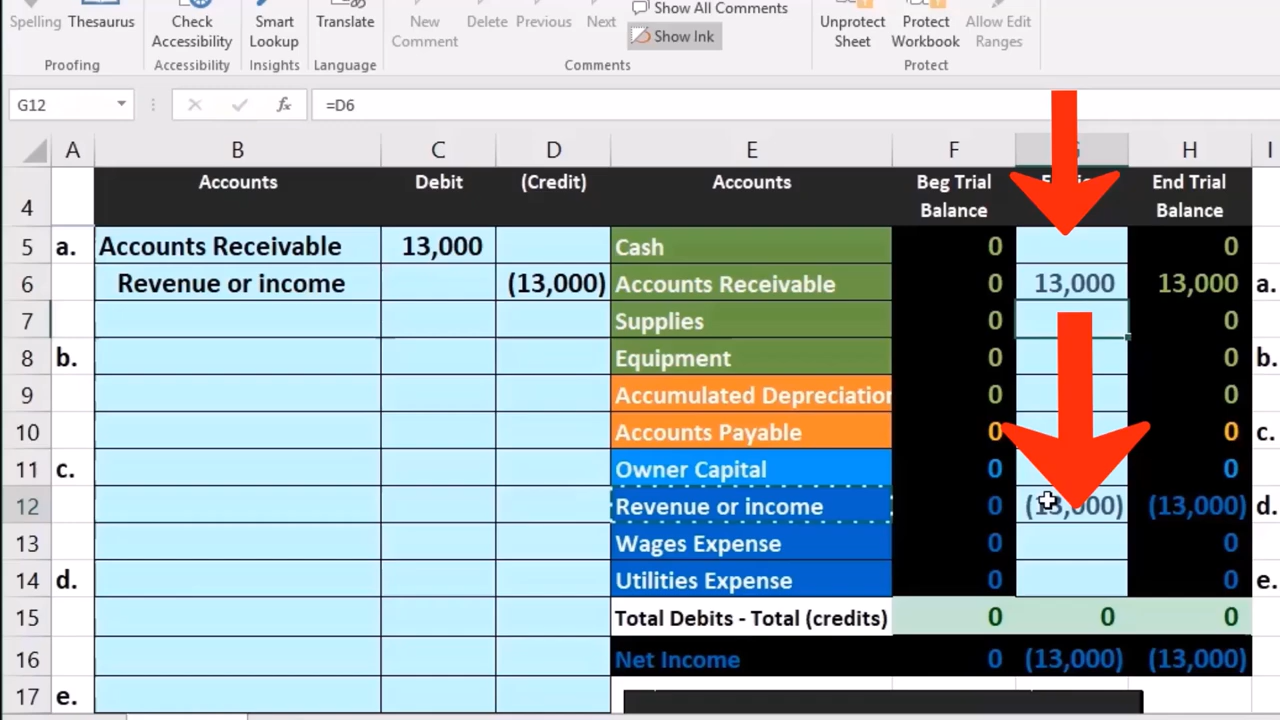 Spelling Thesaurus
Check Accessibility
Smart Lookup
Translate
New Comment
Delete Previous Next
Show All Comments
Show Ink
Unprotect Sheet
Protect Workbook
Allow Edit Ranges
Proofing Accessibility Insights Language Comments Protect
G12 fx =D6
A B C D E F G H I
4 Accounts Debit (Credit) Accounts Beg Trial Balance End Trial Balance
5 a. Accounts Receivable 13,000 Cash 0 0
6 Revenue or income (13,000) Accounts Receivable 0 13,000 13,000 a.
7 Supplies 0 0
8 b. Equipment 0 0 b.
9 Accumulated Depreciation 0 0
10 Accounts Payable 0 0 c.
11 c. Owner Capital 0 0
12 Revenue or income 0 (13,000) (13,000) d.
13 Wages Expense 0 0
14 d. Utilities Expense 0 0 e.
15 Total Debits - Total (credits) 0 0 0
16 Net Income 0 (13,000) (13,000)
17 e.